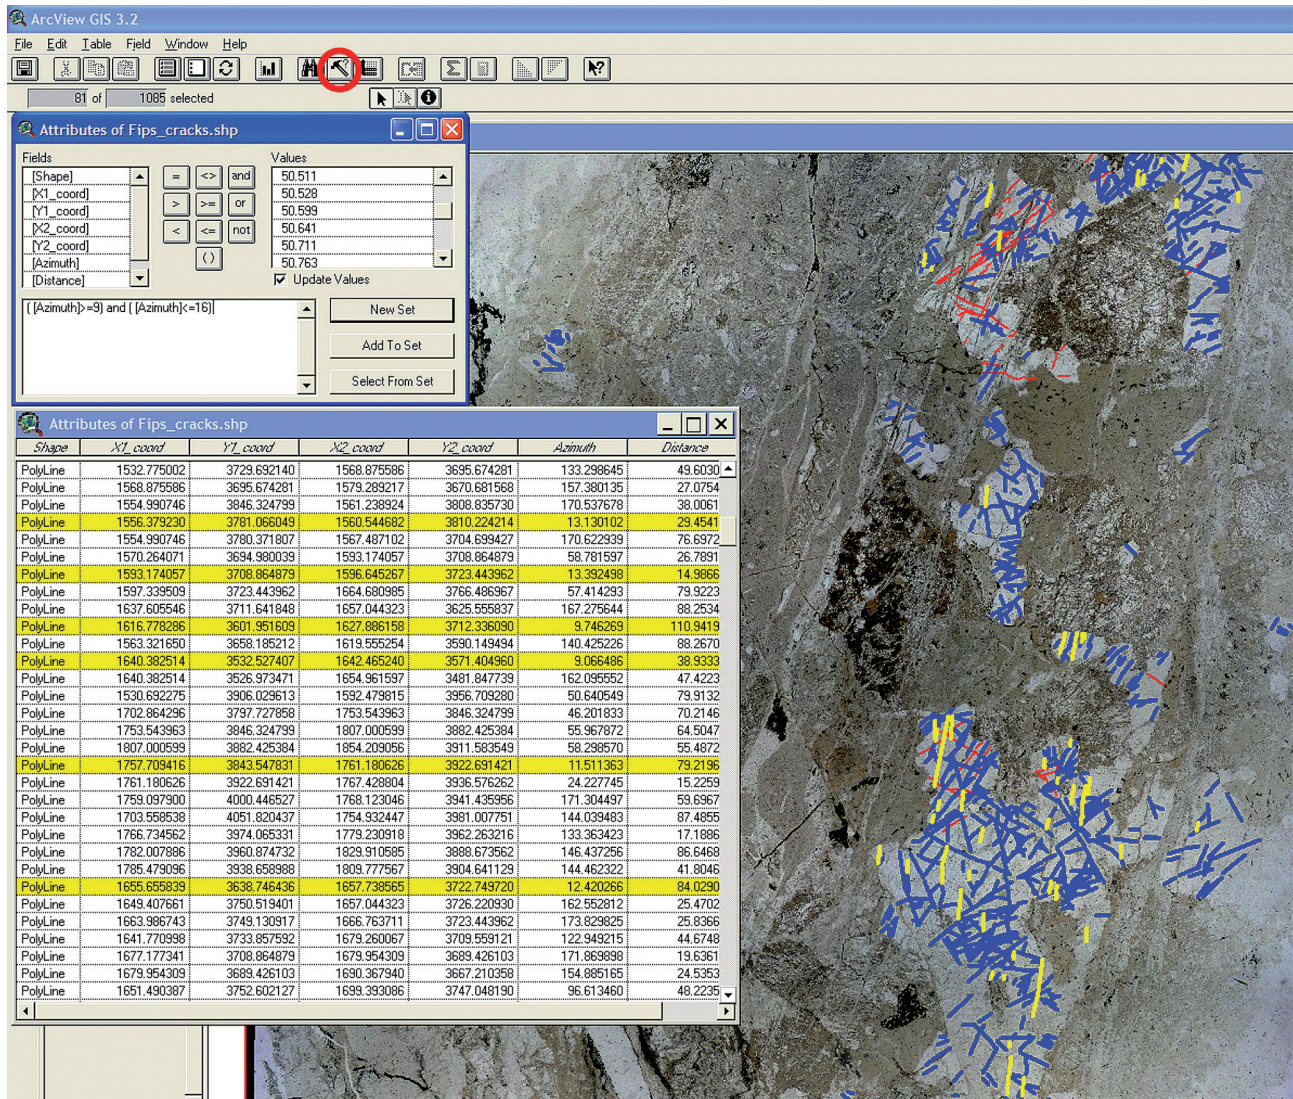 ArcView GIS 3.2
File Edit Table Field Window Help
81 of 1085 selected
Attributes of Fips_cracks.shp
Fields Values
[Shape] = <> and 50.511
[X1_coord] 50.528
[Y1_coord] > >= or 50.599
[X2_coord] 50.641
[Y2_coord] < <= not 50.711
[Azimuth] ( ) 50.763
[Distance] Update Values
( [Azimuth]>=9) and ( [Azimuth]<=16)
New Set
Add To Set
Select From Set
Attributes of Fips_cracks.shp
Shape X1_coord Y1_coord X2_coord Y2_coord Azimuth Distance
PolyLine 1532.775002 3729.692140 1568.875586 3695.674281 133.298645 49.6030
PolyLine 1568.875586 3695.674281 1579.289217 3670.681568 157.380135 27.0754
PolyLine 1554.990746 3846.324799 1561.238924 3808.835730 170.537678 38.0061
PolyLine 1556.379230 3781.066049 1560.544682 3810.224214 13.130102 29.4541
PolyLine 1554.990746 3780.371807 1567.487102 3704.699427 170.622939 76.6972
PolyLine 1570.264071 3694.980039 1593.174057 3708.864879 58.781597 26.7891
PolyLine 1593.174057 3708.864879 1596.645267 3723.443962 13.392498 14.9866
PolyLine 1597.339509 3723.443962 1664.680985 3766.486967 57.414293 79.9223
PolyLine 1637.605546 3711.641848 1657.044323 3625.555837 167.275644 88.2534
PolyLine 1616.778286 3601.951609 1627.886158 3712.336090 9.746269 110.9419
PolyLine 1563.321650 3658.185212 1619.555254 3590.149494 140.425226 88.2670
PolyLine 1640.382514 3532.527407 1642.465240 3571.404960 9.066486 38.9333
PolyLine 1640.382514 3526.973471 1654.961597 3481.847739 162.095552 47.4223
PolyLine 1530.692275 3906.029613 1592.479815 3956.709280 50.640549 79.9132
PolyLine 1702.864296 3797.727858 1753.543963 3846.324799 46.201833 70.2146
PolyLine 1753.543963 3846.324799 1807.000599 3882.425384 55.967872 64.5047
PolyLine 1807.000599 3882.425384 1854.209056 3911.583549 58.298570 55.4872
PolyLine 1757.709416 3843.547831 1761.180626 3922.691421 11.511363 79.2196
PolyLine 1761.180626 3922.691421 1767.428804 3936.576262 24.227745 15.2259
PolyLine 1759.097900 4000.446527 1768.123046 3941.435956 171.304497 59.6967
PolyLine 1703.558538 4051.820437 1754.932447 3981.007751 144.039483 87.4855
PolyLine 1766.734562 3974.065331 1779.230918 3962.263216 133.363423 17.1886
PolyLine 1782.007886 3960.874732 1829.910585 3888.673562 146.437256 86.6468
PolyLine 1785.479096 3938.658988 1809.777567 3904.641129 144.462322 41.8046
PolyLine 1655.655839 3638.746436 1657.738565 3722.749720 12.420266 84.0290
PolyLine 1649.407661 3750.519401 1657.044323 3726.220930 162.552812 25.4702
PolyLine 1663.986743 3749.130917 1666.763711 3723.443962 173.829825 25.8366
PolyLine 1641.770998 3733.857592 1679.260067 3709.559121 122.949215 44.6748
PolyLine 1677.177341 3708.864879 1679.954309 3689.426103 171.869898 19.6361
PolyLine 1679.954309 3689.426103 1690.367940 3667.210358 154.885165 24.5353
PolyLine 1651.490387 3752.602127 1699.393086 3747.048190 96.613460 48.2235